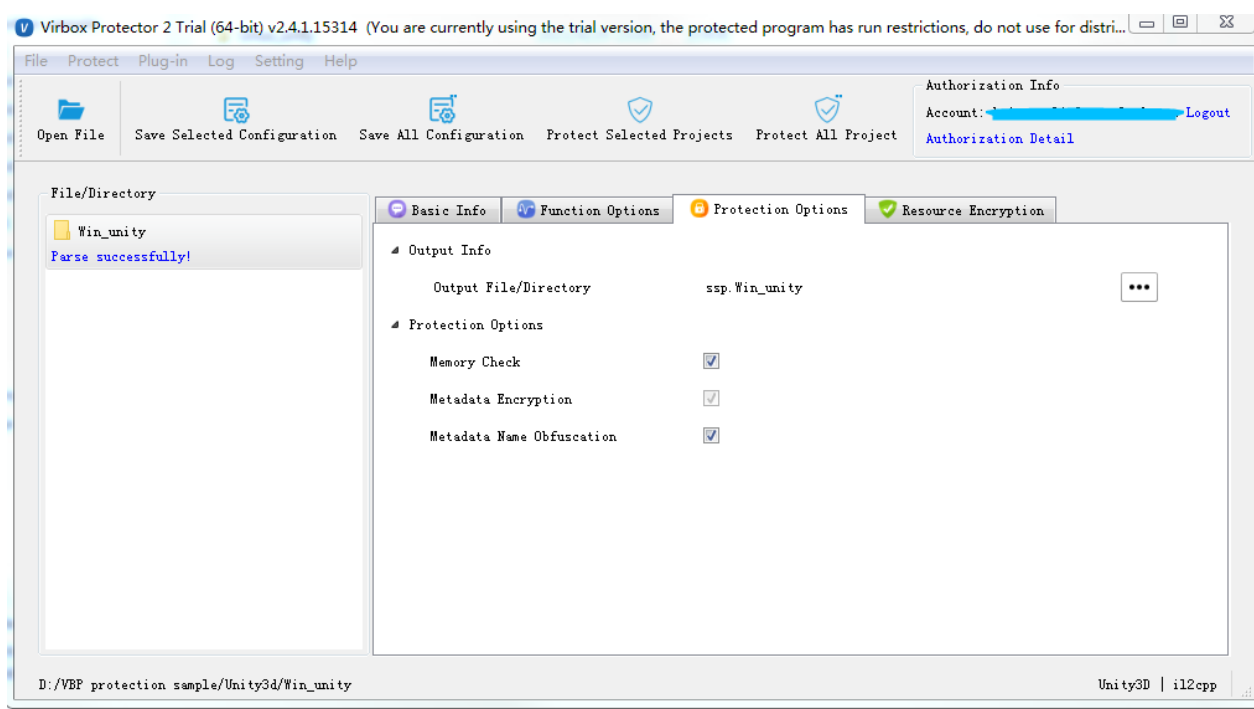 Virbox Protector 2 Trial (64-bit) v2.4.1.15314 (You are currently using the trial version, the protected program has run restrictions, do not use for distri...
File Protect Plug-in Log Setting Help
Open File Save Selected Configuration Save All Configuration Protect Selected Projects Protect All Project
Authorization Info
Account: Logout
Authorization Detail
File/Directory
Win_unity
Parse successfully!
Basic Info Function Options Protection Options Resource Encryption
Output Info
Output File/Directory ssp.Win_unity •••
Protection Options
Memory Check
Metadata Encryption
Metadata Name Obfuscation
D:/VBP protection sample/Unity3d/Win_unity Unity3D | il2cpp